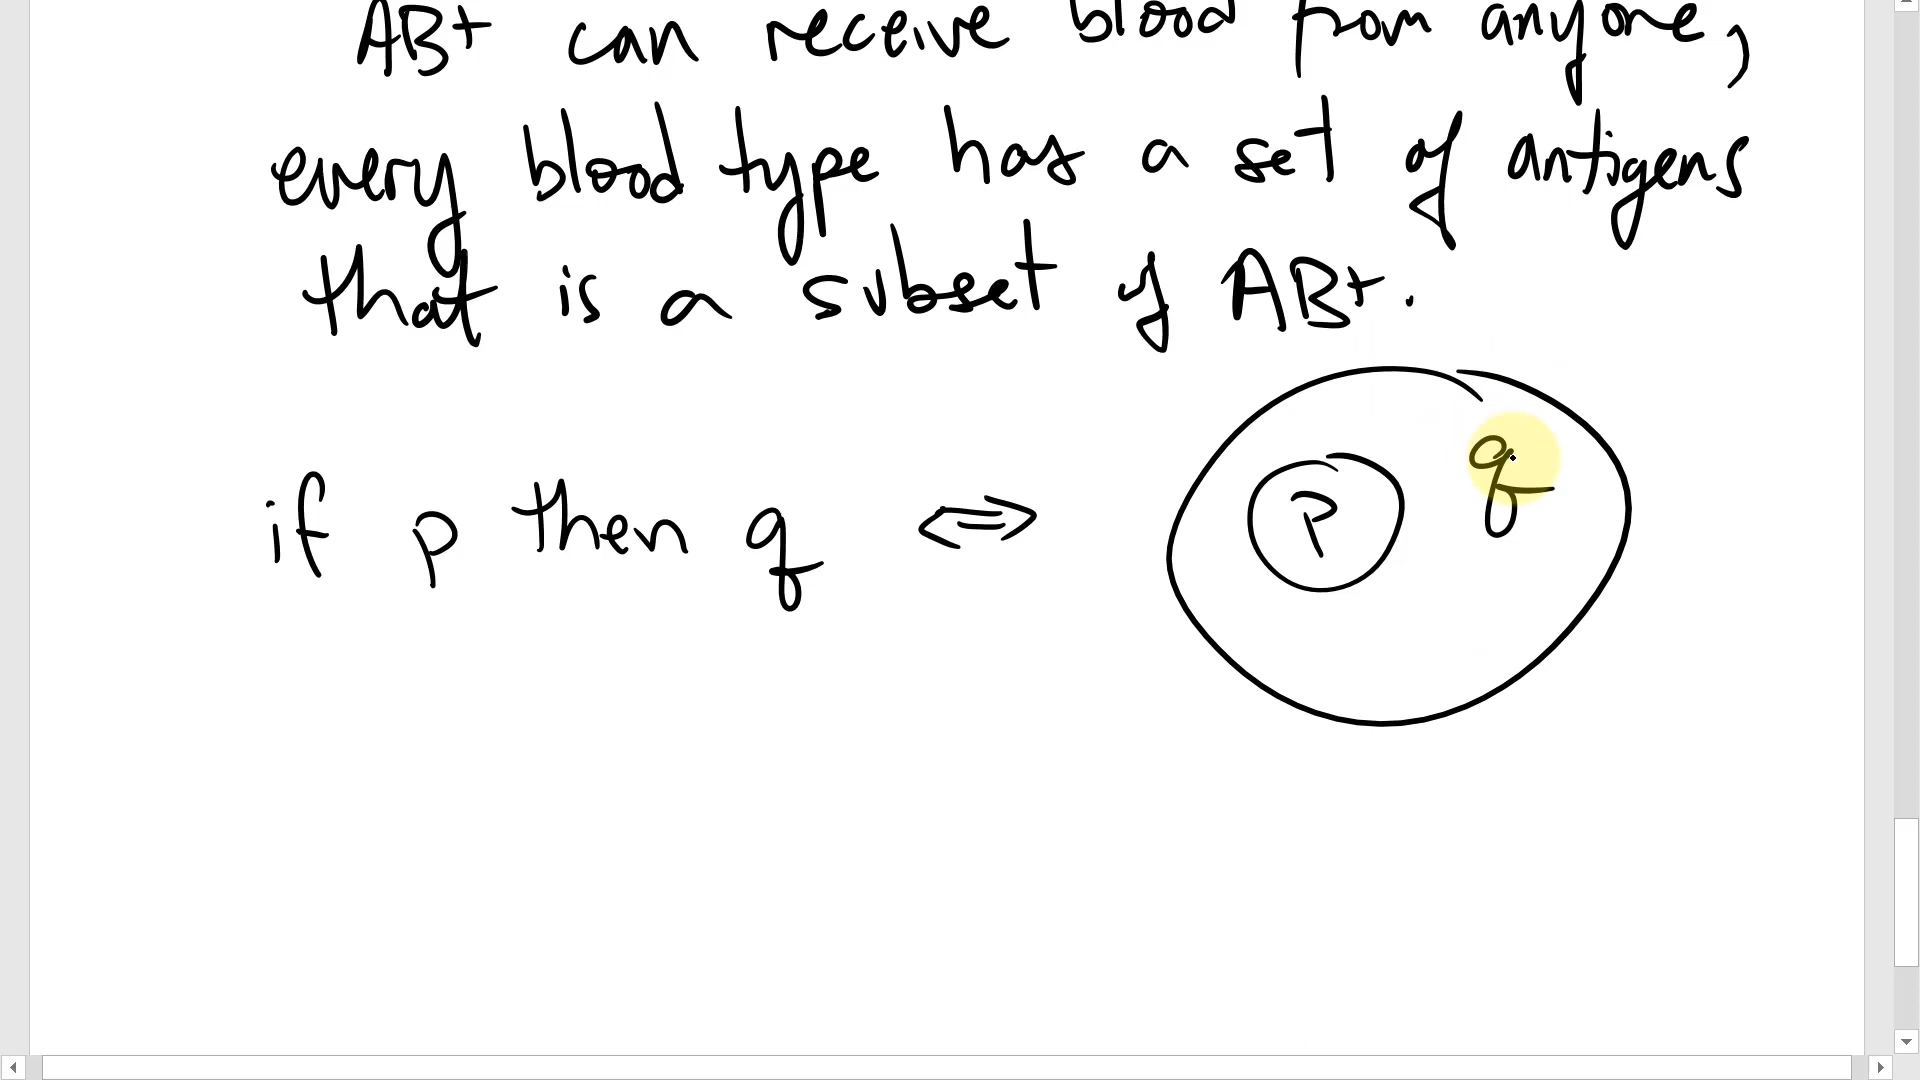 AB+ can receive blood from anyone,
every blood type has a set of antigens
that is a subset of AB+.
if p then q ⇔ P q